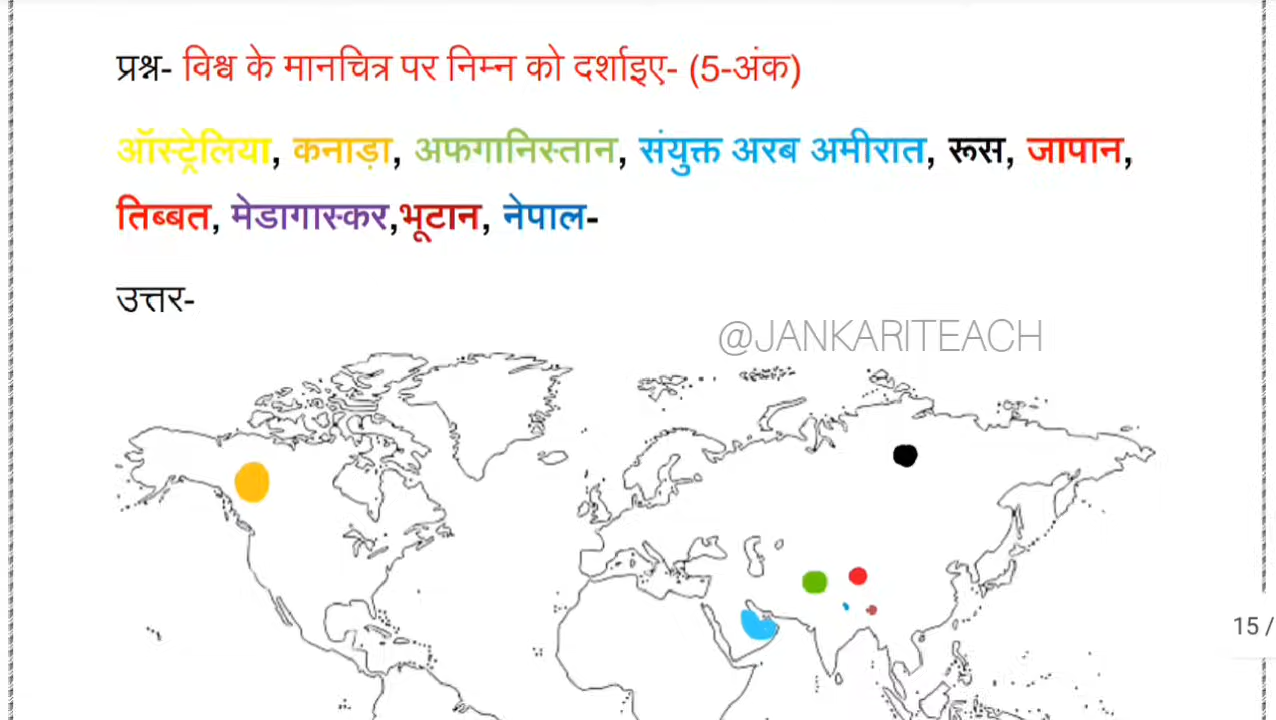 प्रश्न- विश्व के मानचित्र पर निम्न को दर्शाइए- (5-अंक)
ऑस्ट्रेलिया, कनाड़ा, अफगानिस्तान, संयुक्त अरब अमीरात, रूस, जापान,
तिब्बत, मेडागास्कर,भूटान, नेपाल-
उत्तर-
@JANKARITEACH
15 /